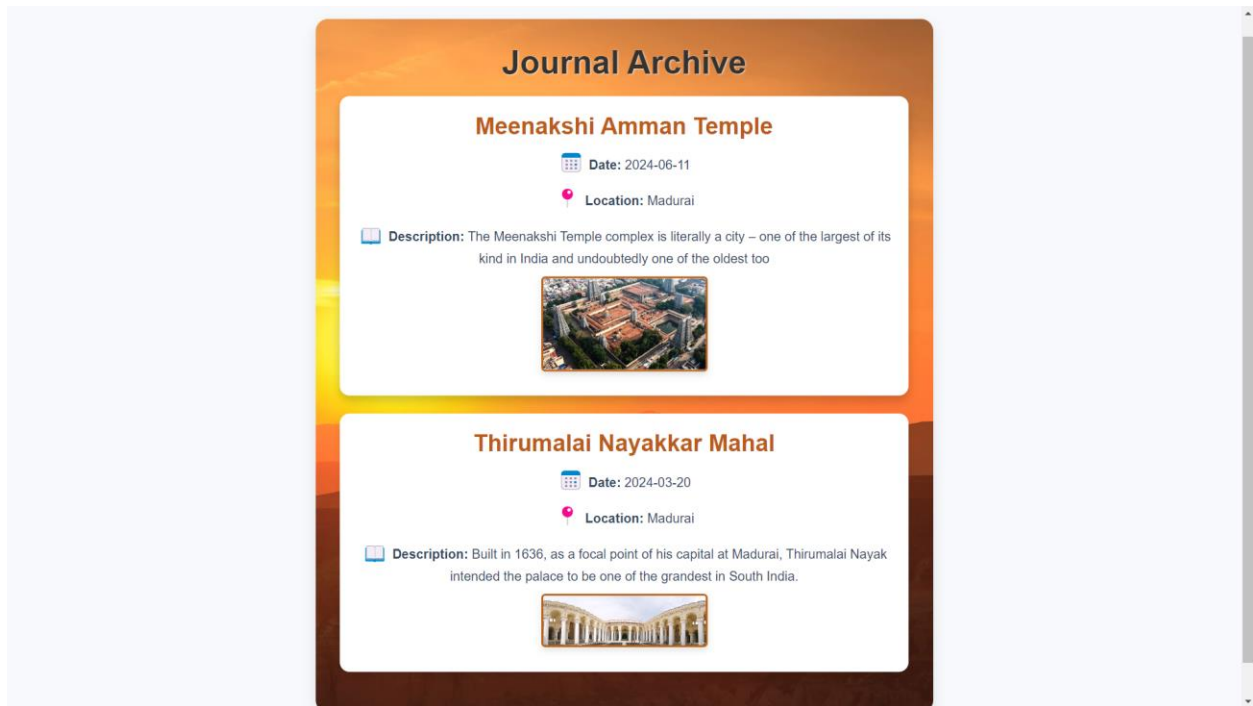 Journal Archive
Meenakshi Amman Temple
Date: 2024-06-11
Location: Madurai
Description: The Meenakshi Temple complex is literally a city – one of the largest of its
kind in India and undoubtedly one of the oldest too
Thirumalai Nayakkar Mahal
Date: 2024-03-20
Location: Madurai
Description: Built in 1636, as a focal point of his capital at Madurai, Thirumalai Nayak
intended the palace to be one of the grandest in South India.